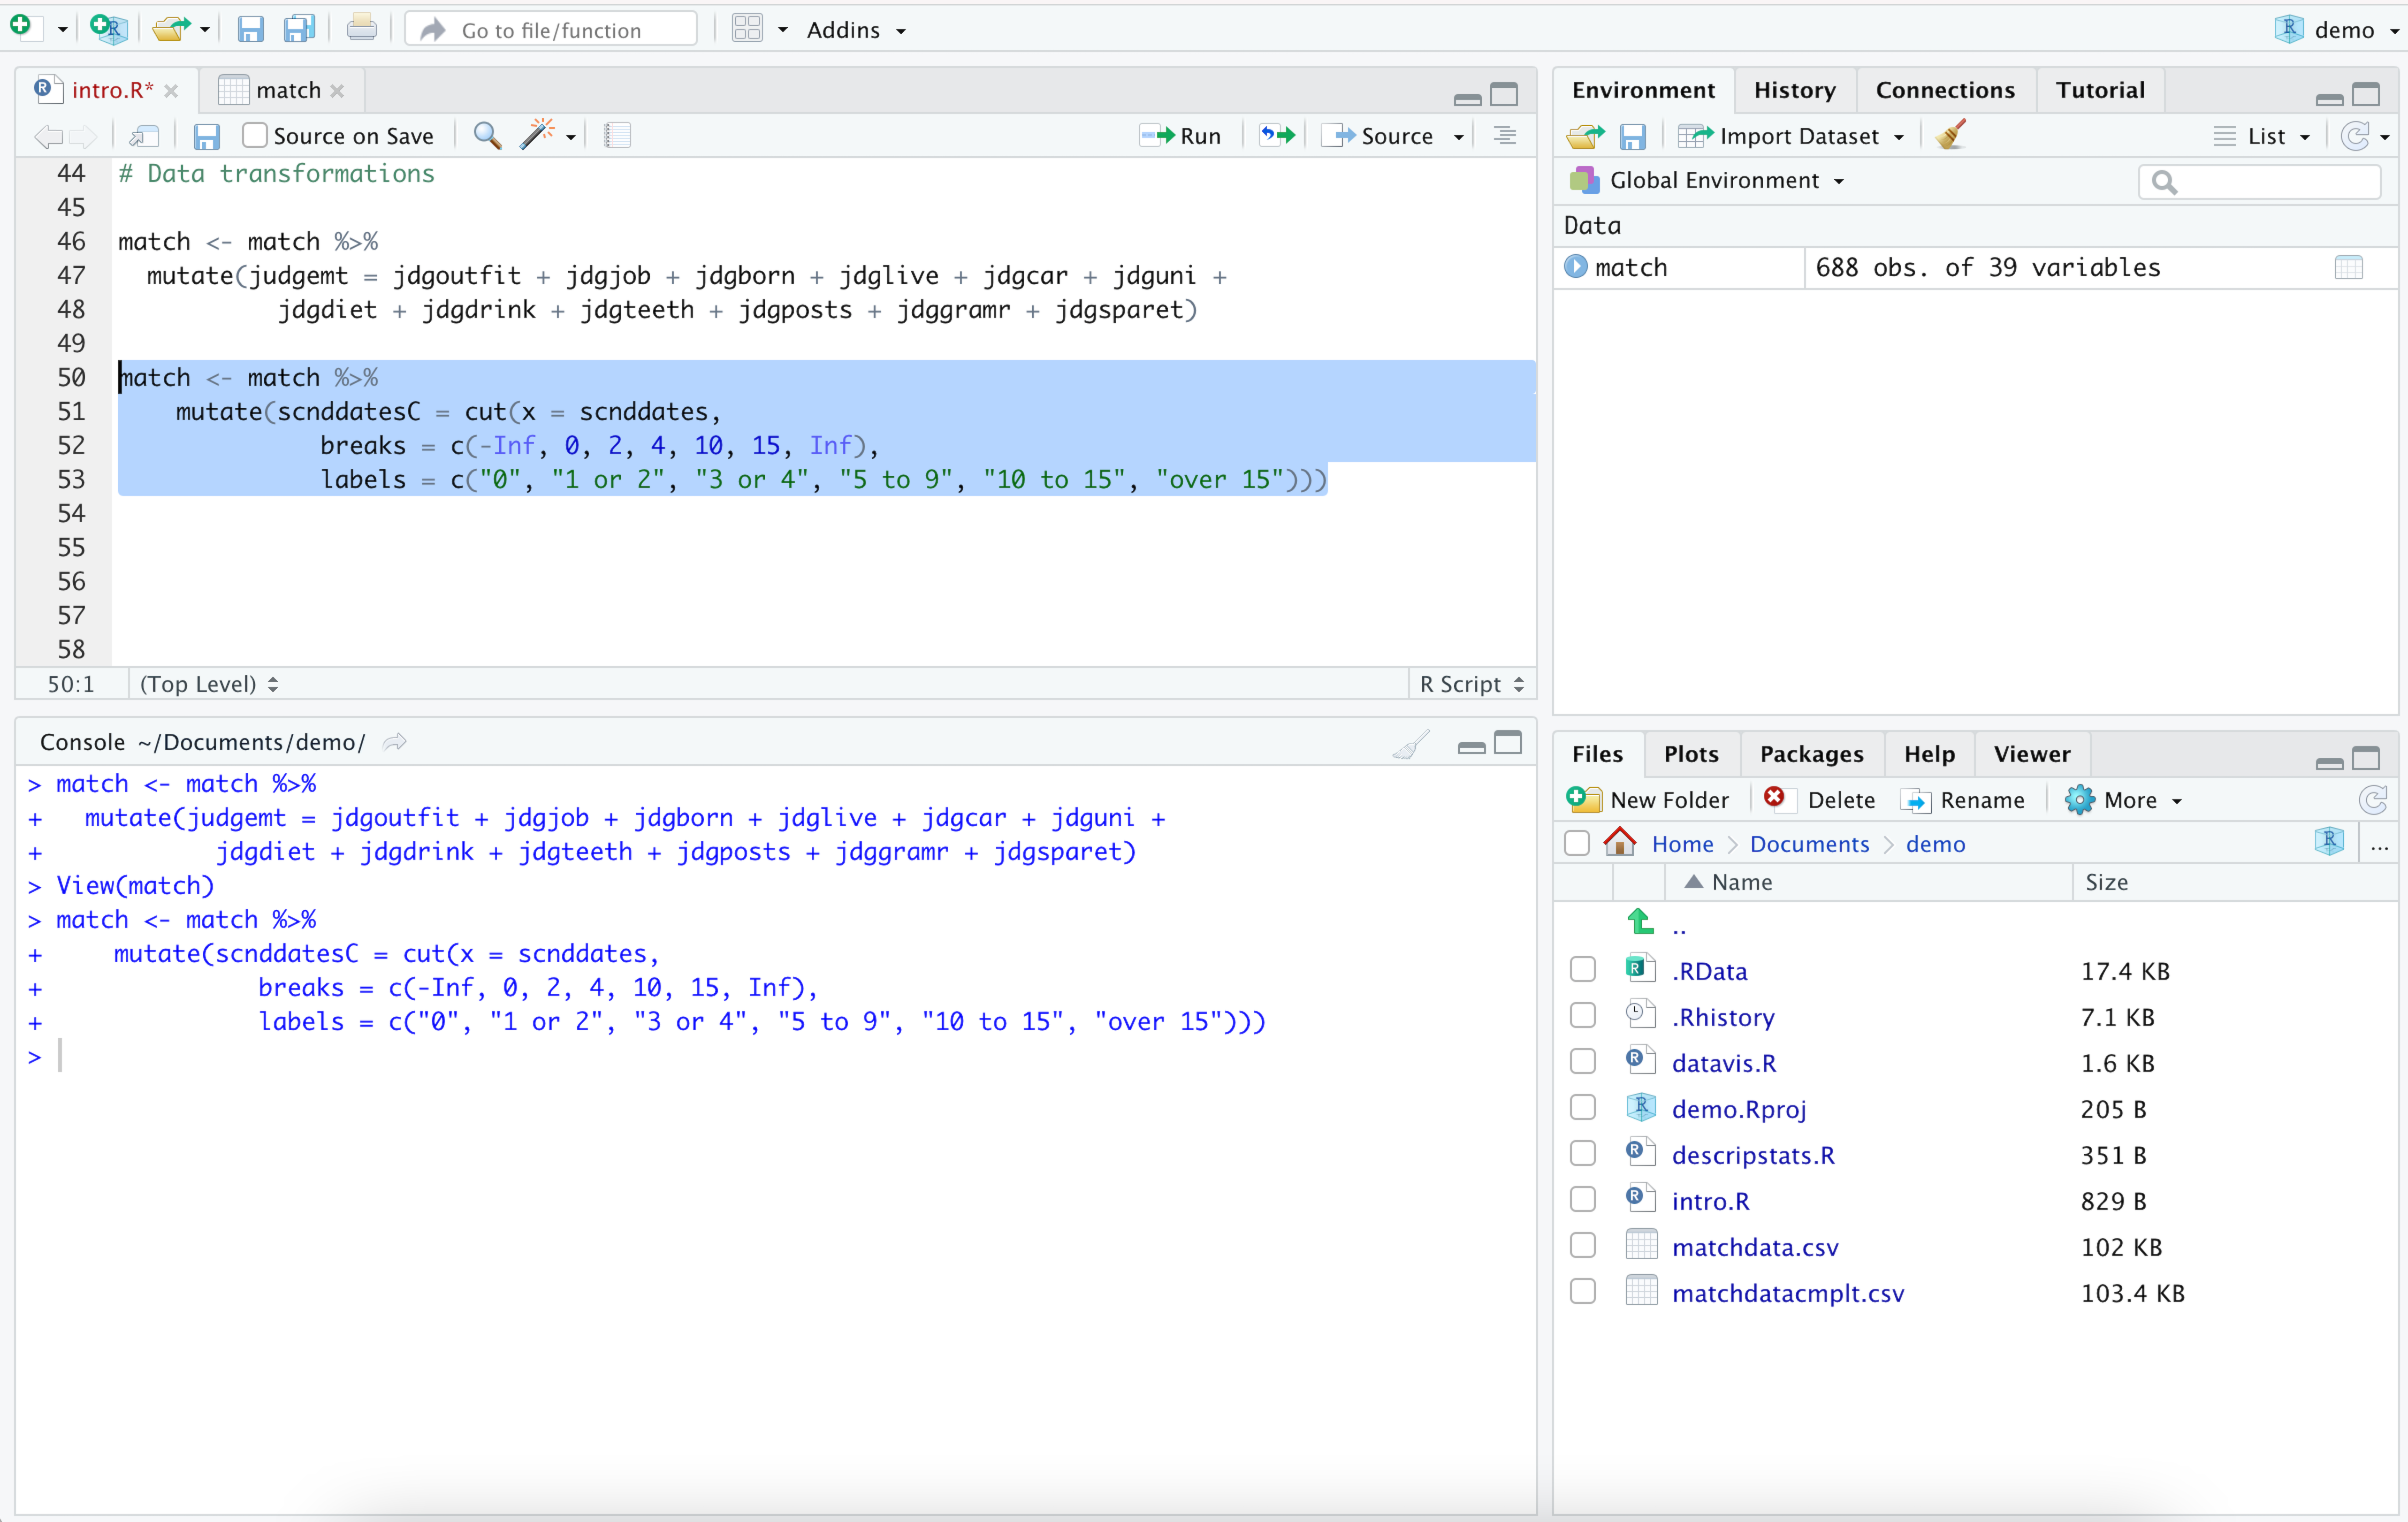 Go to file/function Addins demo
intro.R* match
Source on Save Run Source
44 # Data transformations
45
46 match <- match %>%
47   mutate(judgemt = jdgoutfit + jdgjob + jdgborn + jdglive + jdgcar + jdguni +
48            jdgdiet + jdgdrink + jdgteeth + jdgposts + jdggramr + jdgsparet)
49
50 match <- match %>%
51     mutate(scnddatesC = cut(x = scnddates,
52               breaks = c(-Inf, 0, 2, 4, 10, 15, Inf),
53               labels = c("0", "1 or 2", "3 or 4", "5 to 9", "10 to 15", "over 15")))
54
55
56
57
58
50:1 (Top Level) R Script
Console ~/Documents/demo/
> match <- match %>%
+   mutate(judgemt = jdgoutfit + jdgjob + jdgborn + jdglive + jdgcar + jdguni +
+            jdgdiet + jdgdrink + jdgteeth + jdgposts + jdggramr + jdgsparet)
> View(match)
> match <- match %>%
+     mutate(scnddatesC = cut(x = scnddates,
+               breaks = c(-Inf, 0, 2, 4, 10, 15, Inf),
+               labels = c("0", "1 or 2", "3 or 4", "5 to 9", "10 to 15", "over 15")))
>
Environment History Connections Tutorial
Import Dataset List
Global Environment
Data
match 688 obs. of 39 variables
Files Plots Packages Help Viewer
New Folder Delete Rename More
Home Documents demo ...
Name Size
..
.RData 17.4 KB
.Rhistory 7.1 KB
datavis.R 1.6 KB
demo.Rproj 205 B
descripstats.R 351 B
intro.R 829 B
matchdata.csv 102 KB
matchdatacmplt.csv 103.4 KB